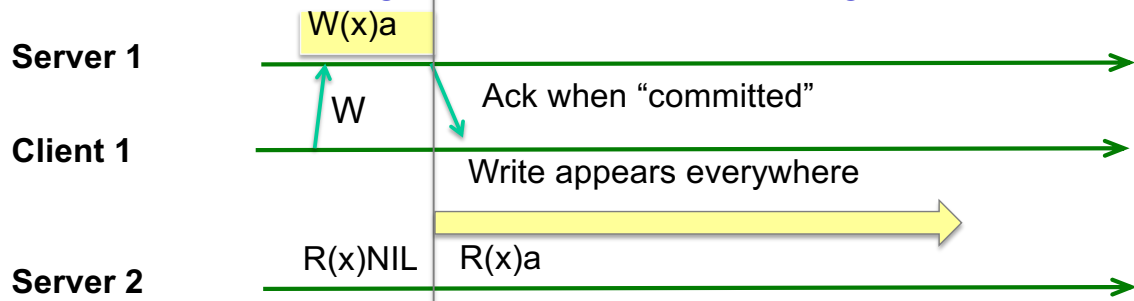 W(x)a
Server 1
Ack when “committed”
W
Client 1
Write appears everywhere
R(x)NIL
R(x)a
Server 2